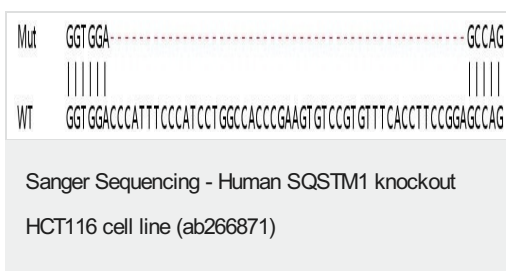 Mut GGTGGA--------------------------------------------------GCCAG
|||||| |||||
WT GGTGGACCCATTTCCCATCCTGGCCACCCGAAGTGTCCGTGTTTCACCTTCCGGAGCCAG
Sanger Sequencing - Human SQSTM1 knockout
HCT116 cell line (ab266871)